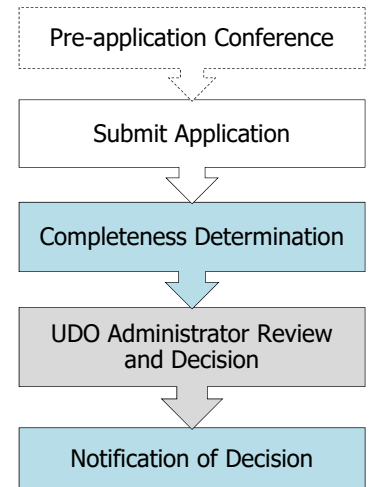 Pre-application Conference
Submit Application
Completeness Determination
UDO Administrator Review
and Decision
Notification of Decision